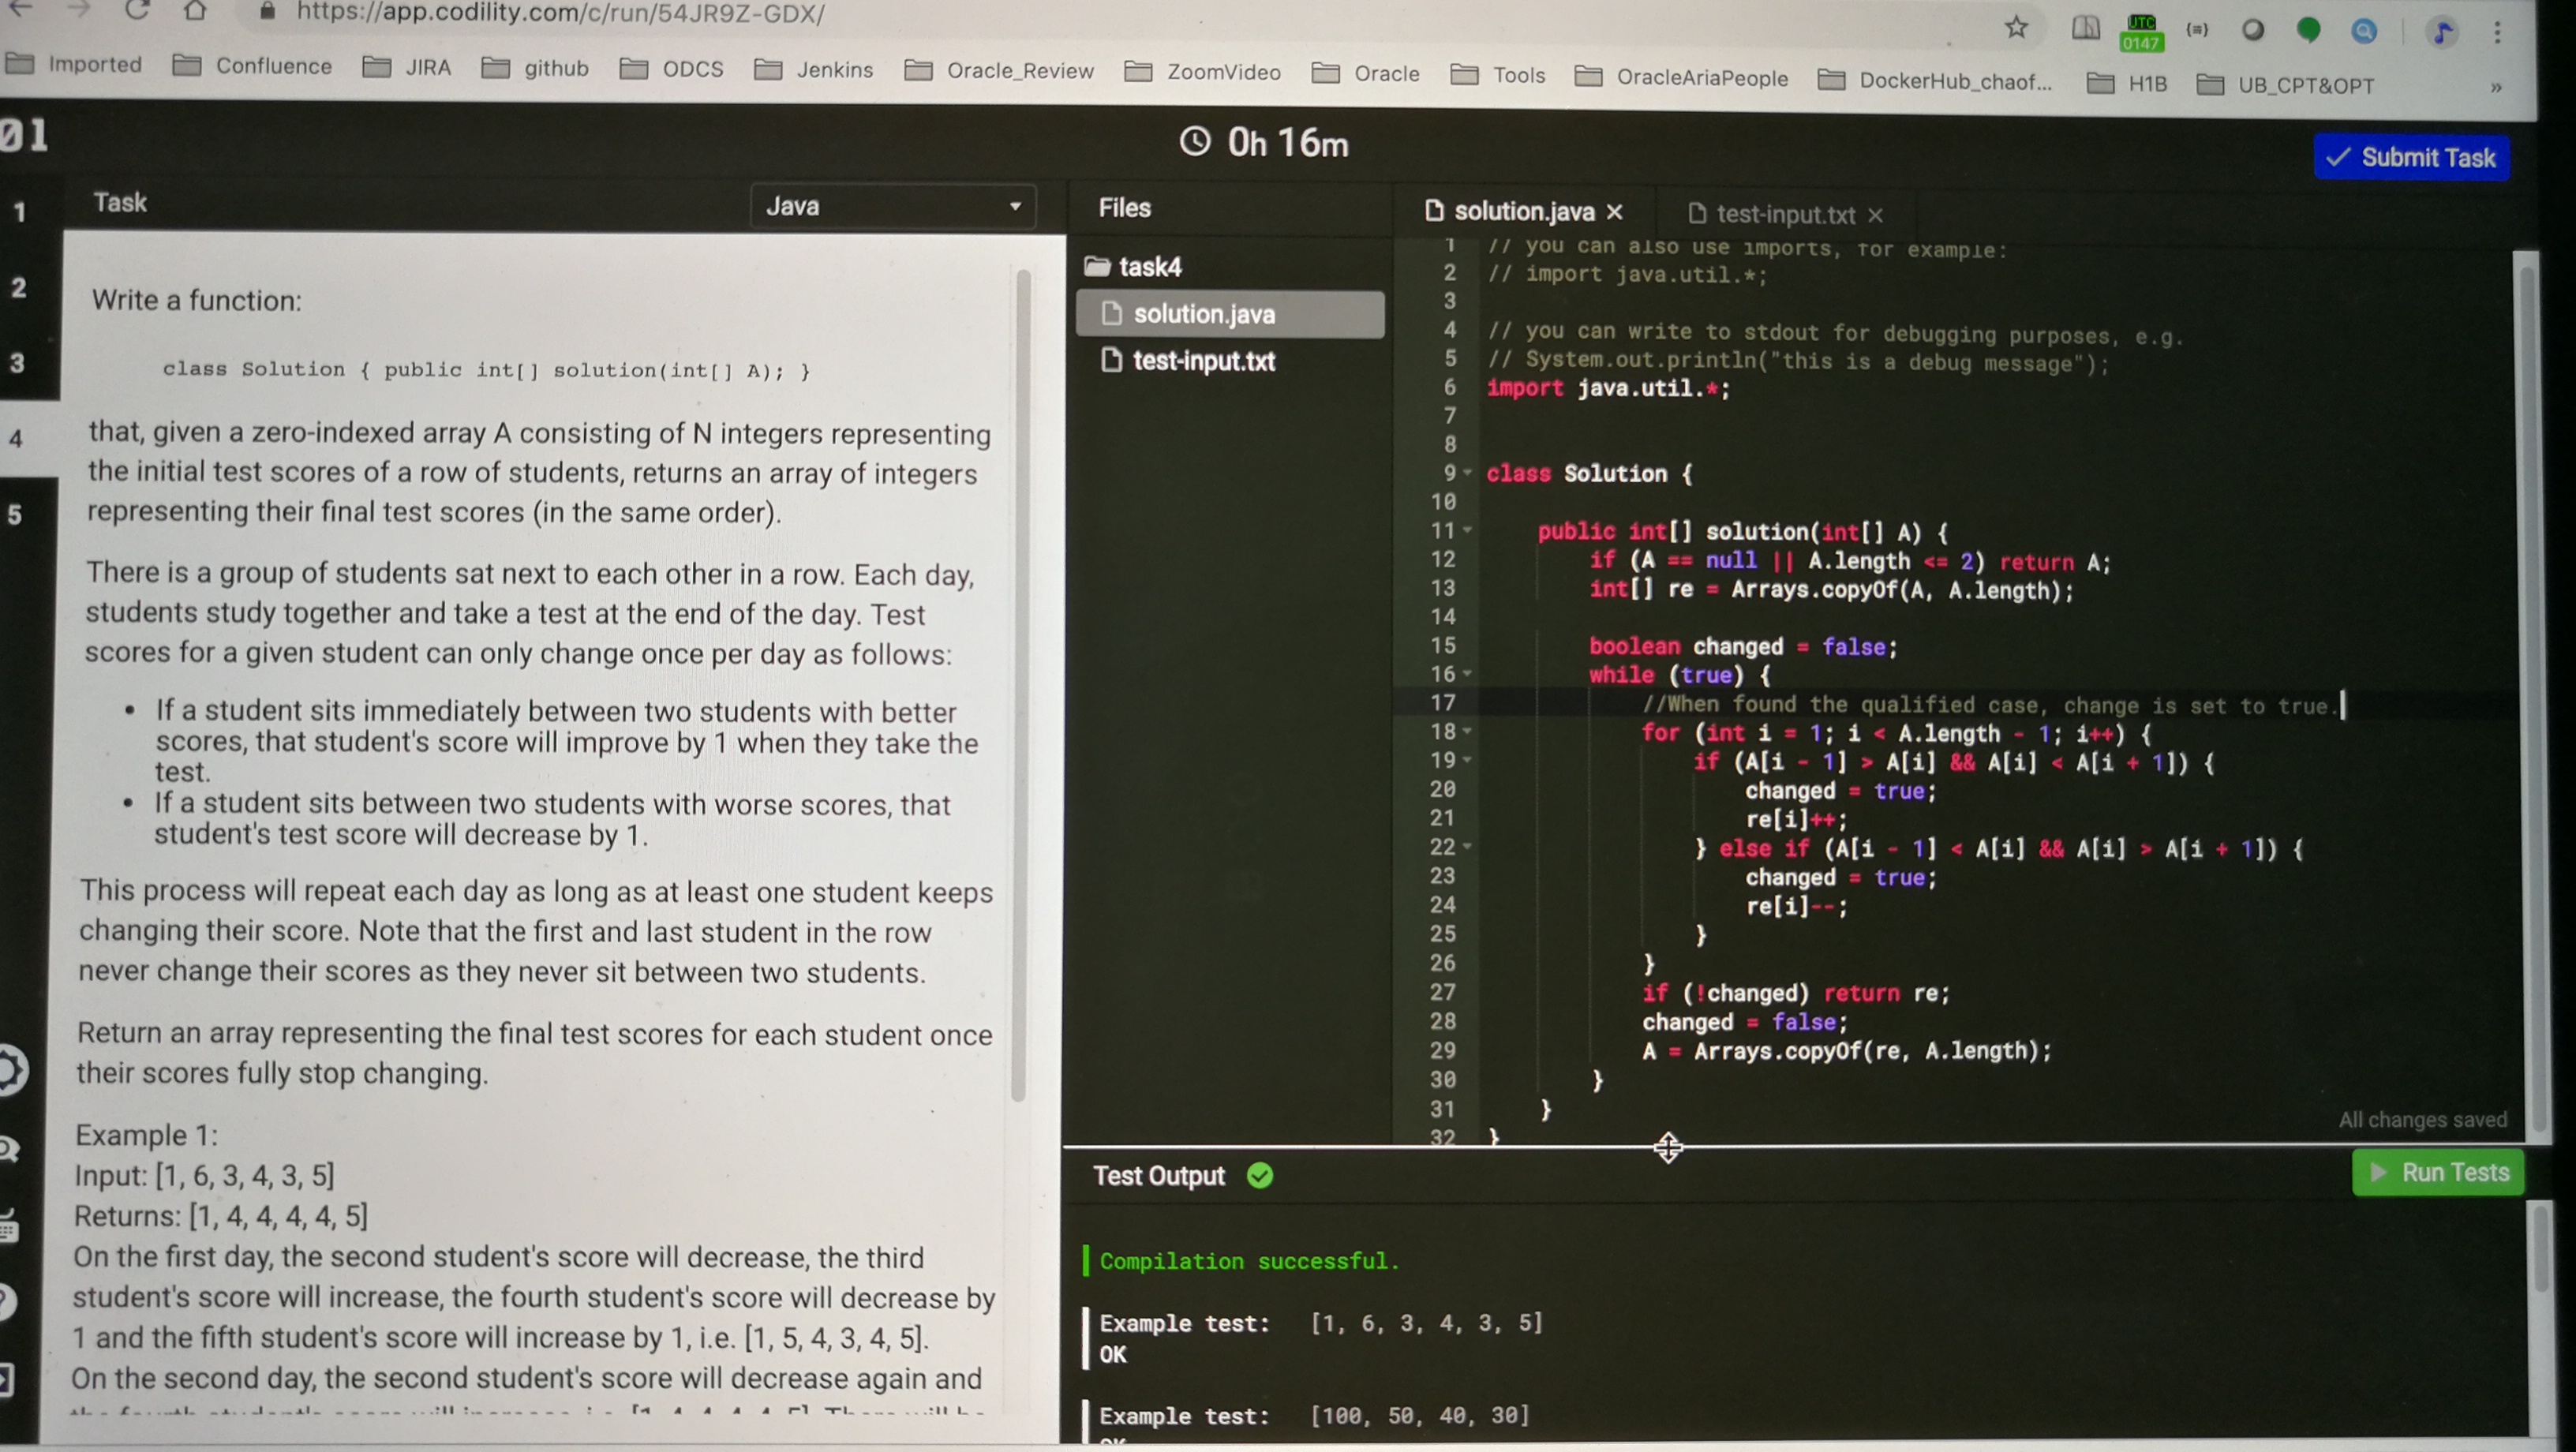 https://app.codility.com/c/run/54JR9Z-GDX/
UTC
0147
Imported
Confluence
JIRA
github
ODCS
Jenkins
Oracle_Review
ZoomVideo
Oracle
Tools
OracleAriaPeople
DockerHub_chaof...
H1B
UB_CPT&OPT
»
01
0h 16m
Submit Task
1
2
3
4
5
Task
Java
Write a function:
class Solution { public int[] solution(int[] A); }
that, given a zero-indexed array A consisting of N integers representing
the initial test scores of a row of students, returns an array of integers
representing their final test scores (in the same order).
There is a group of students sat next to each other in a row. Each day,
students study together and take a test at the end of the day. Test
scores for a given student can only change once per day as follows:
• If a student sits immediately between two students with better
scores, that student's score will improve by 1 when they take the
test.
• If a student sits between two students with worse scores, that
student's test score will decrease by 1.
This process will repeat each day as long as at least one student keeps
changing their score. Note that the first and last student in the row
never change their scores as they never sit between two students.
Return an array representing the final test scores for each student once
their scores fully stop changing.
Example 1:
Input: [1, 6, 3, 4, 3, 5]
Returns: [1, 4, 4, 4, 4, 5]
On the first day, the second student's score will decrease, the third
student's score will increase, the fourth student's score will decrease by
1 and the fifth student's score will increase by 1, i.e. [1, 5, 4, 3, 4, 5].
On the second day, the second student's score will decrease again and
Files
task4
solution.java
test-input.txt
solution.java ×
test-input.txt ×
1 // you can also use imports, for example:
2 // import java.util.*;
3
4 // you can write to stdout for debugging purposes, e.g.
5 // System.out.println("this is a debug message");
6 import java.util.*;
7
8
9 class Solution {
10
11 public int[] solution(int[] A) {
12 if (A == null || A.length <= 2) return A;
13 int[] re = Arrays.copyOf(A, A.length);
14
15 boolean changed = false;
16 while (true) {
17 //When found the qualified case, change is set to true.
18 for (int i = 1; i < A.length - 1; i++) {
19 if (A[i - 1] > A[i] && A[i] < A[i + 1]) {
20 changed = true;
21 re[i]++;
22 } else if (A[i - 1] < A[i] && A[i] > A[i + 1]) {
23 changed = true;
24 re[i]--;
25 }
26 }
27 if (!changed) return re;
28 changed = false;
29 A = Arrays.copyOf(re, A.length);
30 }
31 }
32 }
All changes saved
Test Output
Run Tests
Compilation successful.
Example test: [1, 6, 3, 4, 3, 5]
OK
Example test: [100, 50, 40, 30]
OK